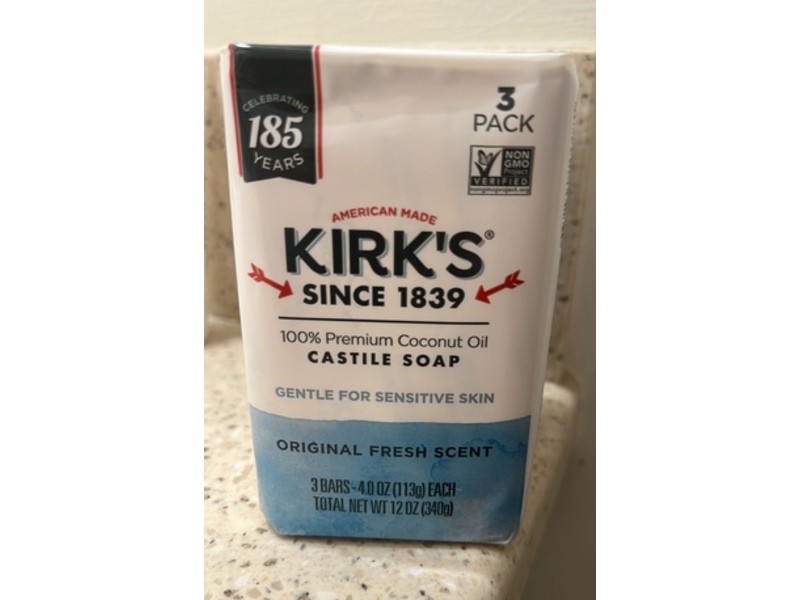 CELEBRATING
185
YEARS
3
PACK
NON
GMO
Project
VERIFIED
AMERICAN MADE
KIRK'S®
SINCE 1839
100% Premium Coconut Oil
CASTILE SOAP
GENTLE FOR SENSITIVE SKIN
ORIGINAL FRESH SCENT
3 BARS - 4.0 OZ (113g) EACH
TOTAL NET WT 12 OZ (340g)